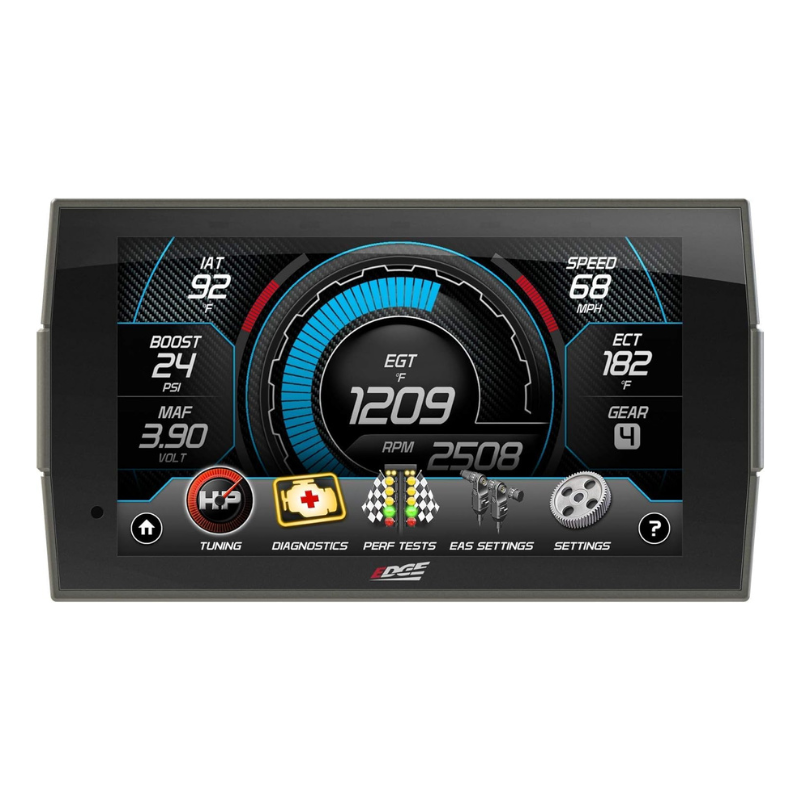 IAT
92
°F
BOOST
24
PSI
MAF
3.90
VOLT
EGT
°F
1209
RPM 2508
SPEED
68
MPH
ECT
182
°F
GEAR
4
HP
TUNING
DIAGNOSTICS
PERF TESTS
EAS SETTINGS
SETTINGS
?
EDGE